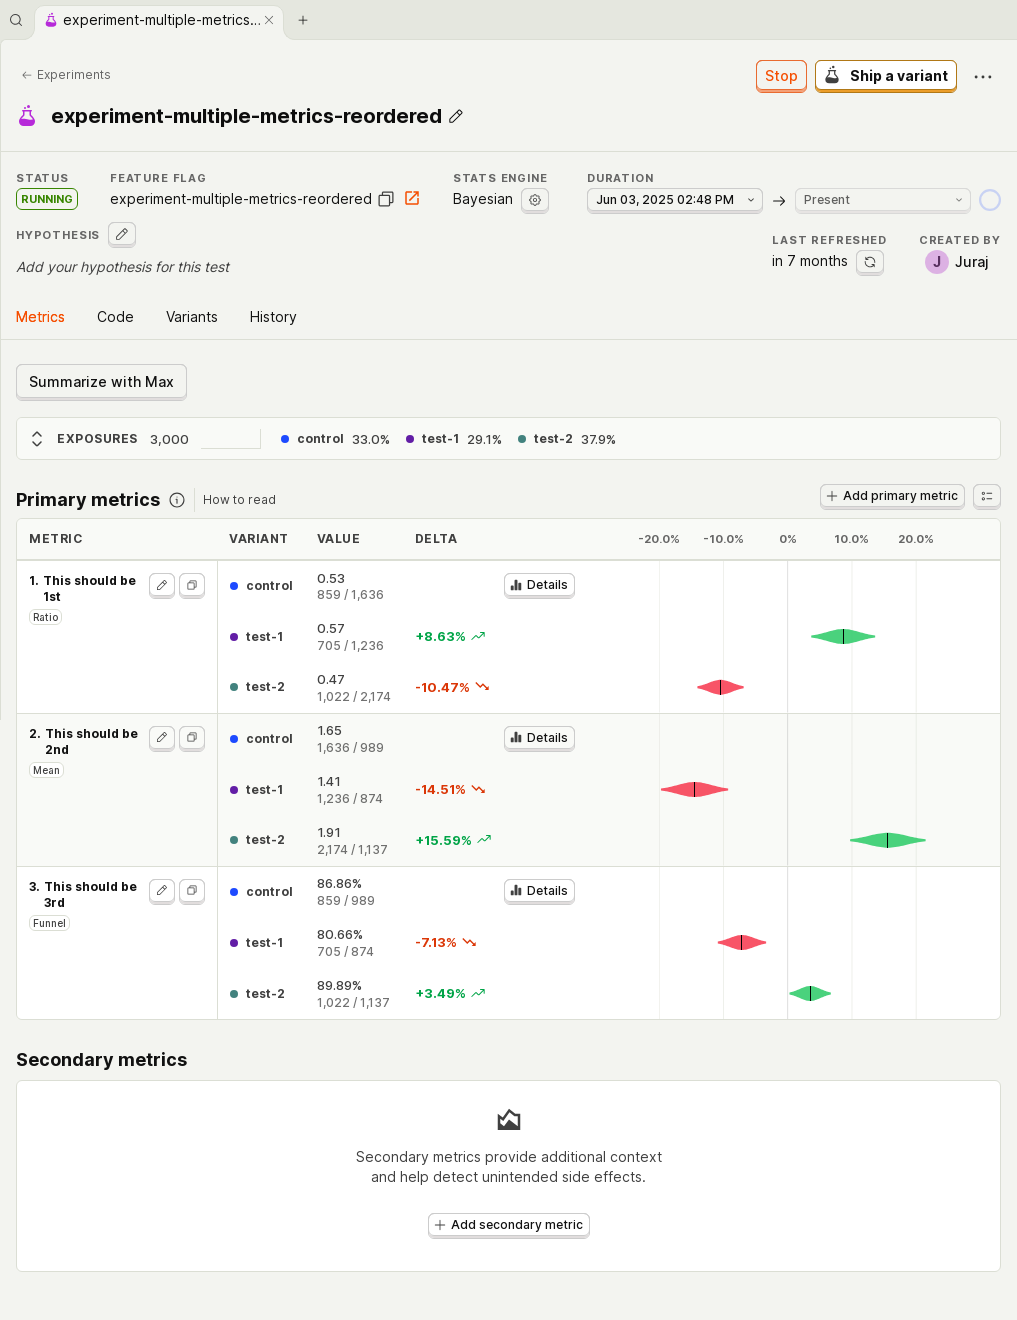 experiment-multiple-metrics...
Experiments
Stop
Ship a variant
experiment-multiple-metrics-reordered
STATUS
FEATURE FLAG
STATS ENGINE
DURATION
RUNNING
experiment-multiple-metrics-reordered
Bayesian
Jun 03, 2025 02:48 PM
Present
HYPOTHESIS
LAST REFRESHED
CREATED BY
Add your hypothesis for this test
in 7 months
J
Juraj
Metrics
Code
Variants
History
Summarize with Max
EXPOSURES 3,000 control 33.0% test-1 29.1% test-2 37.9%
Primary metrics
How to read
Add primary metric
METRIC VARIANT VALUE DELTA -20.0% -10.0% 0% 10.0% 20.0%
1. This should be
1st
Ratio
control 0.53
859 / 1,636
Details
test-1 0.57
705 / 1,236
+8.63%
test-2 0.47
1,022 / 2,174
-10.47%
2. This should be
2nd
Mean
control 1.65
1,636 / 989
Details
test-1 1.41
1,236 / 874
-14.51%
test-2 1.91
2,174 / 1,137
+15.59%
3. This should be
3rd
Funnel
control 86.86%
859 / 989
Details
test-1 80.66%
705 / 874
-7.13%
test-2 89.89%
1,022 / 1,137
+3.49%
Secondary metrics
Secondary metrics provide additional context
and help detect unintended side effects.
Add secondary metric